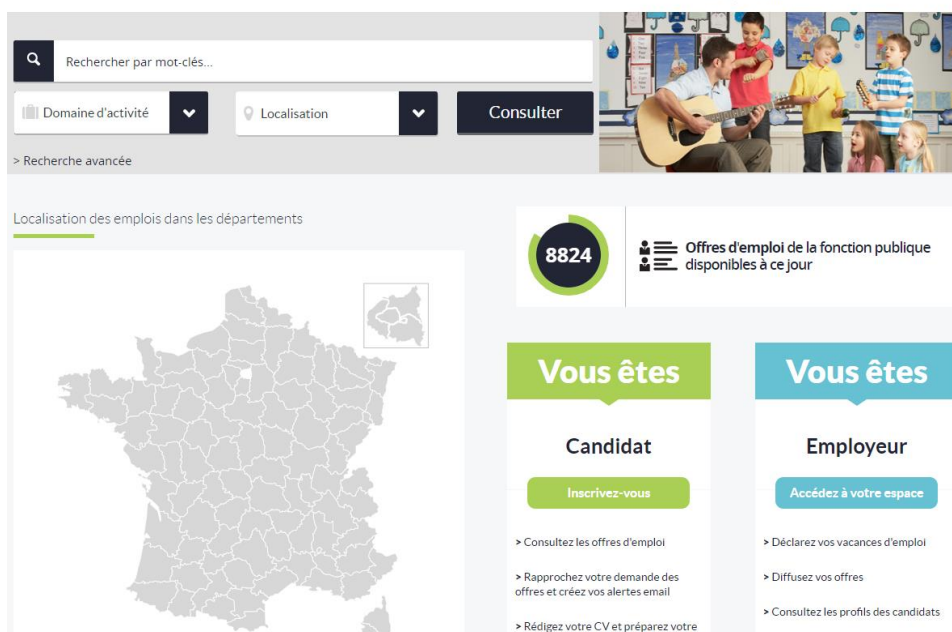 Rechercher par mot-clés...
Domaine d'activité
Localisation
Consulter
> Recherche avancée
Localisation des emplois dans les départements
8824
Offres d'emploi de la fonction publique
disponibles à ce jour
Vous êtes
Candidat
Inscrivez-vous
> Consultez les offres d'emploi
> Rapprochez votre demande des
offres et créez vos alertes email
> Rédigez votre CV et préparez votre
Vous êtes
Employeur
Accédez à votre espace
> Déclarez vos vacances d'emploi
> Diffusez vos offres
> Consultez les profils des candidats